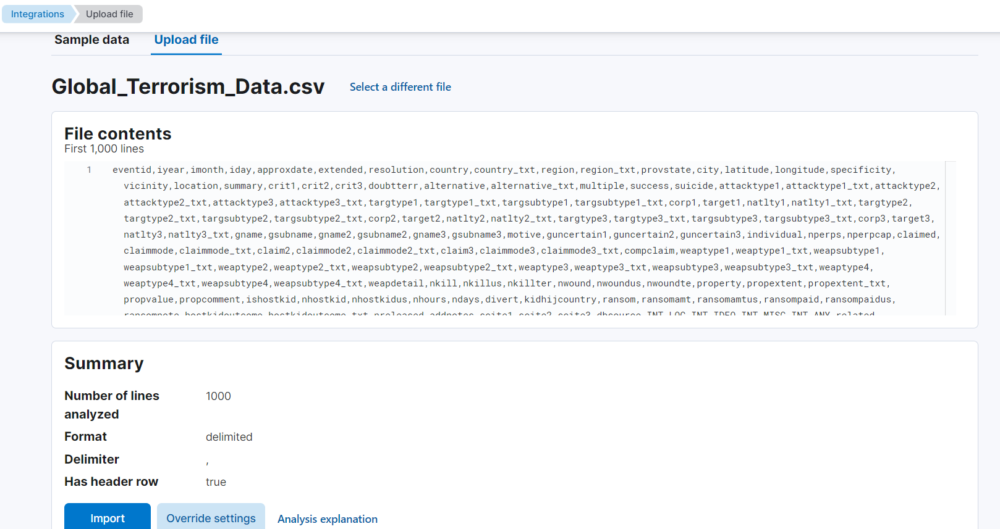 Integrations
Upload file
Sample data
Upload file
Global_Terrorism_Data.csv
Select a different file
File contents
First 1,000 lines
1
eventid,iyear,imonth,iday,approxdate,extended,resolution,country,country_txt,region,region_txt,provstate,city,latitude,longitude,specificity,
vicinity,location,summary,crit1,crit2,crit3,doubtterr,alternative,alternative_txt,multiple,success,suicide,attacktype1,attacktype1_txt,attacktype2,
attacktype2_txt,attacktype3,attacktype3_txt,targtype1,targtype1_txt,targsubtype1,targsubtype1_txt,corp1,target1,natlty1,natlty1_txt,targtype2,
targtype2_txt,targsubtype2,targsubtype2_txt,corp2,target2,natlty2,natlty2_txt,targtype3,targtype3_txt,targsubtype3,targsubtype3_txt,corp3,target3,
natlty3,natlty3_txt,gname,gsubname,gname2,gsubname2,gname3,gsubname3,motive,guncertain1,guncertain2,guncertain3,individual,nperps,nperpcap,claimed,
claimmode,claimmode_txt,claim2,claimmode2,claimmode2_txt,claim3,claimmode3,claimmode3_txt,compclaim,weaptype1,weaptype1_txt,weapsubtype1,
weapsubtype1_txt,weaptype2,weaptype2_txt,weapsubtype2,weapsubtype2_txt,weaptype3,weaptype3_txt,weapsubtype3,weapsubtype3_txt,weaptype4,
weaptype4_txt,weapsubtype4,weapsubtype4_txt,weapdetail,nkill,nkillus,nkillter,nwound,nwoundus,nwoundte,property,propextent,propextent_txt,
propvalue,propcomment,ishostkid,nhostkid,nhostkidus,nhours,ndays,divert,kidhijcountry,ransom,ransomamt,ransomamtus,ransompaid,ransompaidus,
ransomnote,hostkidoutcome,hostkidoutcome_txt,nreleased,addnotes,scite1,scite2,scite3,dbsource,INT_LOG,INT_IDEO,INT_MISC,INT_ANY,related
Summary
Number of lines
analyzed
1000
Format
delimited
Delimiter
,
Has header row
true
Import
Override settings
Analysis explanation